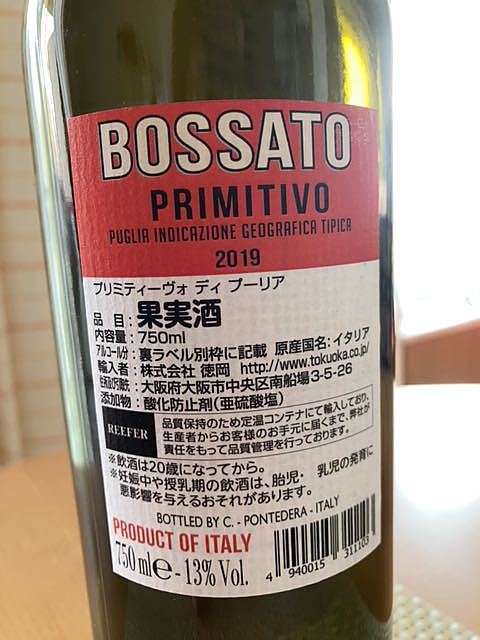 BOSSATO
PRIMITIVO
PUGLIA INDICAZIONE GEOGRAFICA TIPICA
2019
プリミティーヴォ ディ プーリア
品 目：果実酒
内容量：750ml
アルコール分：裏ラベル別枠に記載 原産国名：イタリア
輸入者：株式会社 徳岡 http://www.tokuoka.co.jp/
住所及び引取先：大阪府大阪市中央区南船場3-5-26
添加物：酸化防止剤(亜硫酸塩)
REEFER
品質保持のため定温コンテナにて輸入しており、
生産者からお客様のお手元に届くまで、弊社が
責任をもって品質管理を行っております。
※飲酒は20歳になってから。
※妊娠中や授乳期の飲酒は、胎児・ 乳児の発育に
悪影響を与えるおそれがあります。
BOTTLED BY C. - PONTEDERA - ITALY
PRODUCT OF ITALY
750 ml e - 13% Vol.
4 940015 311103